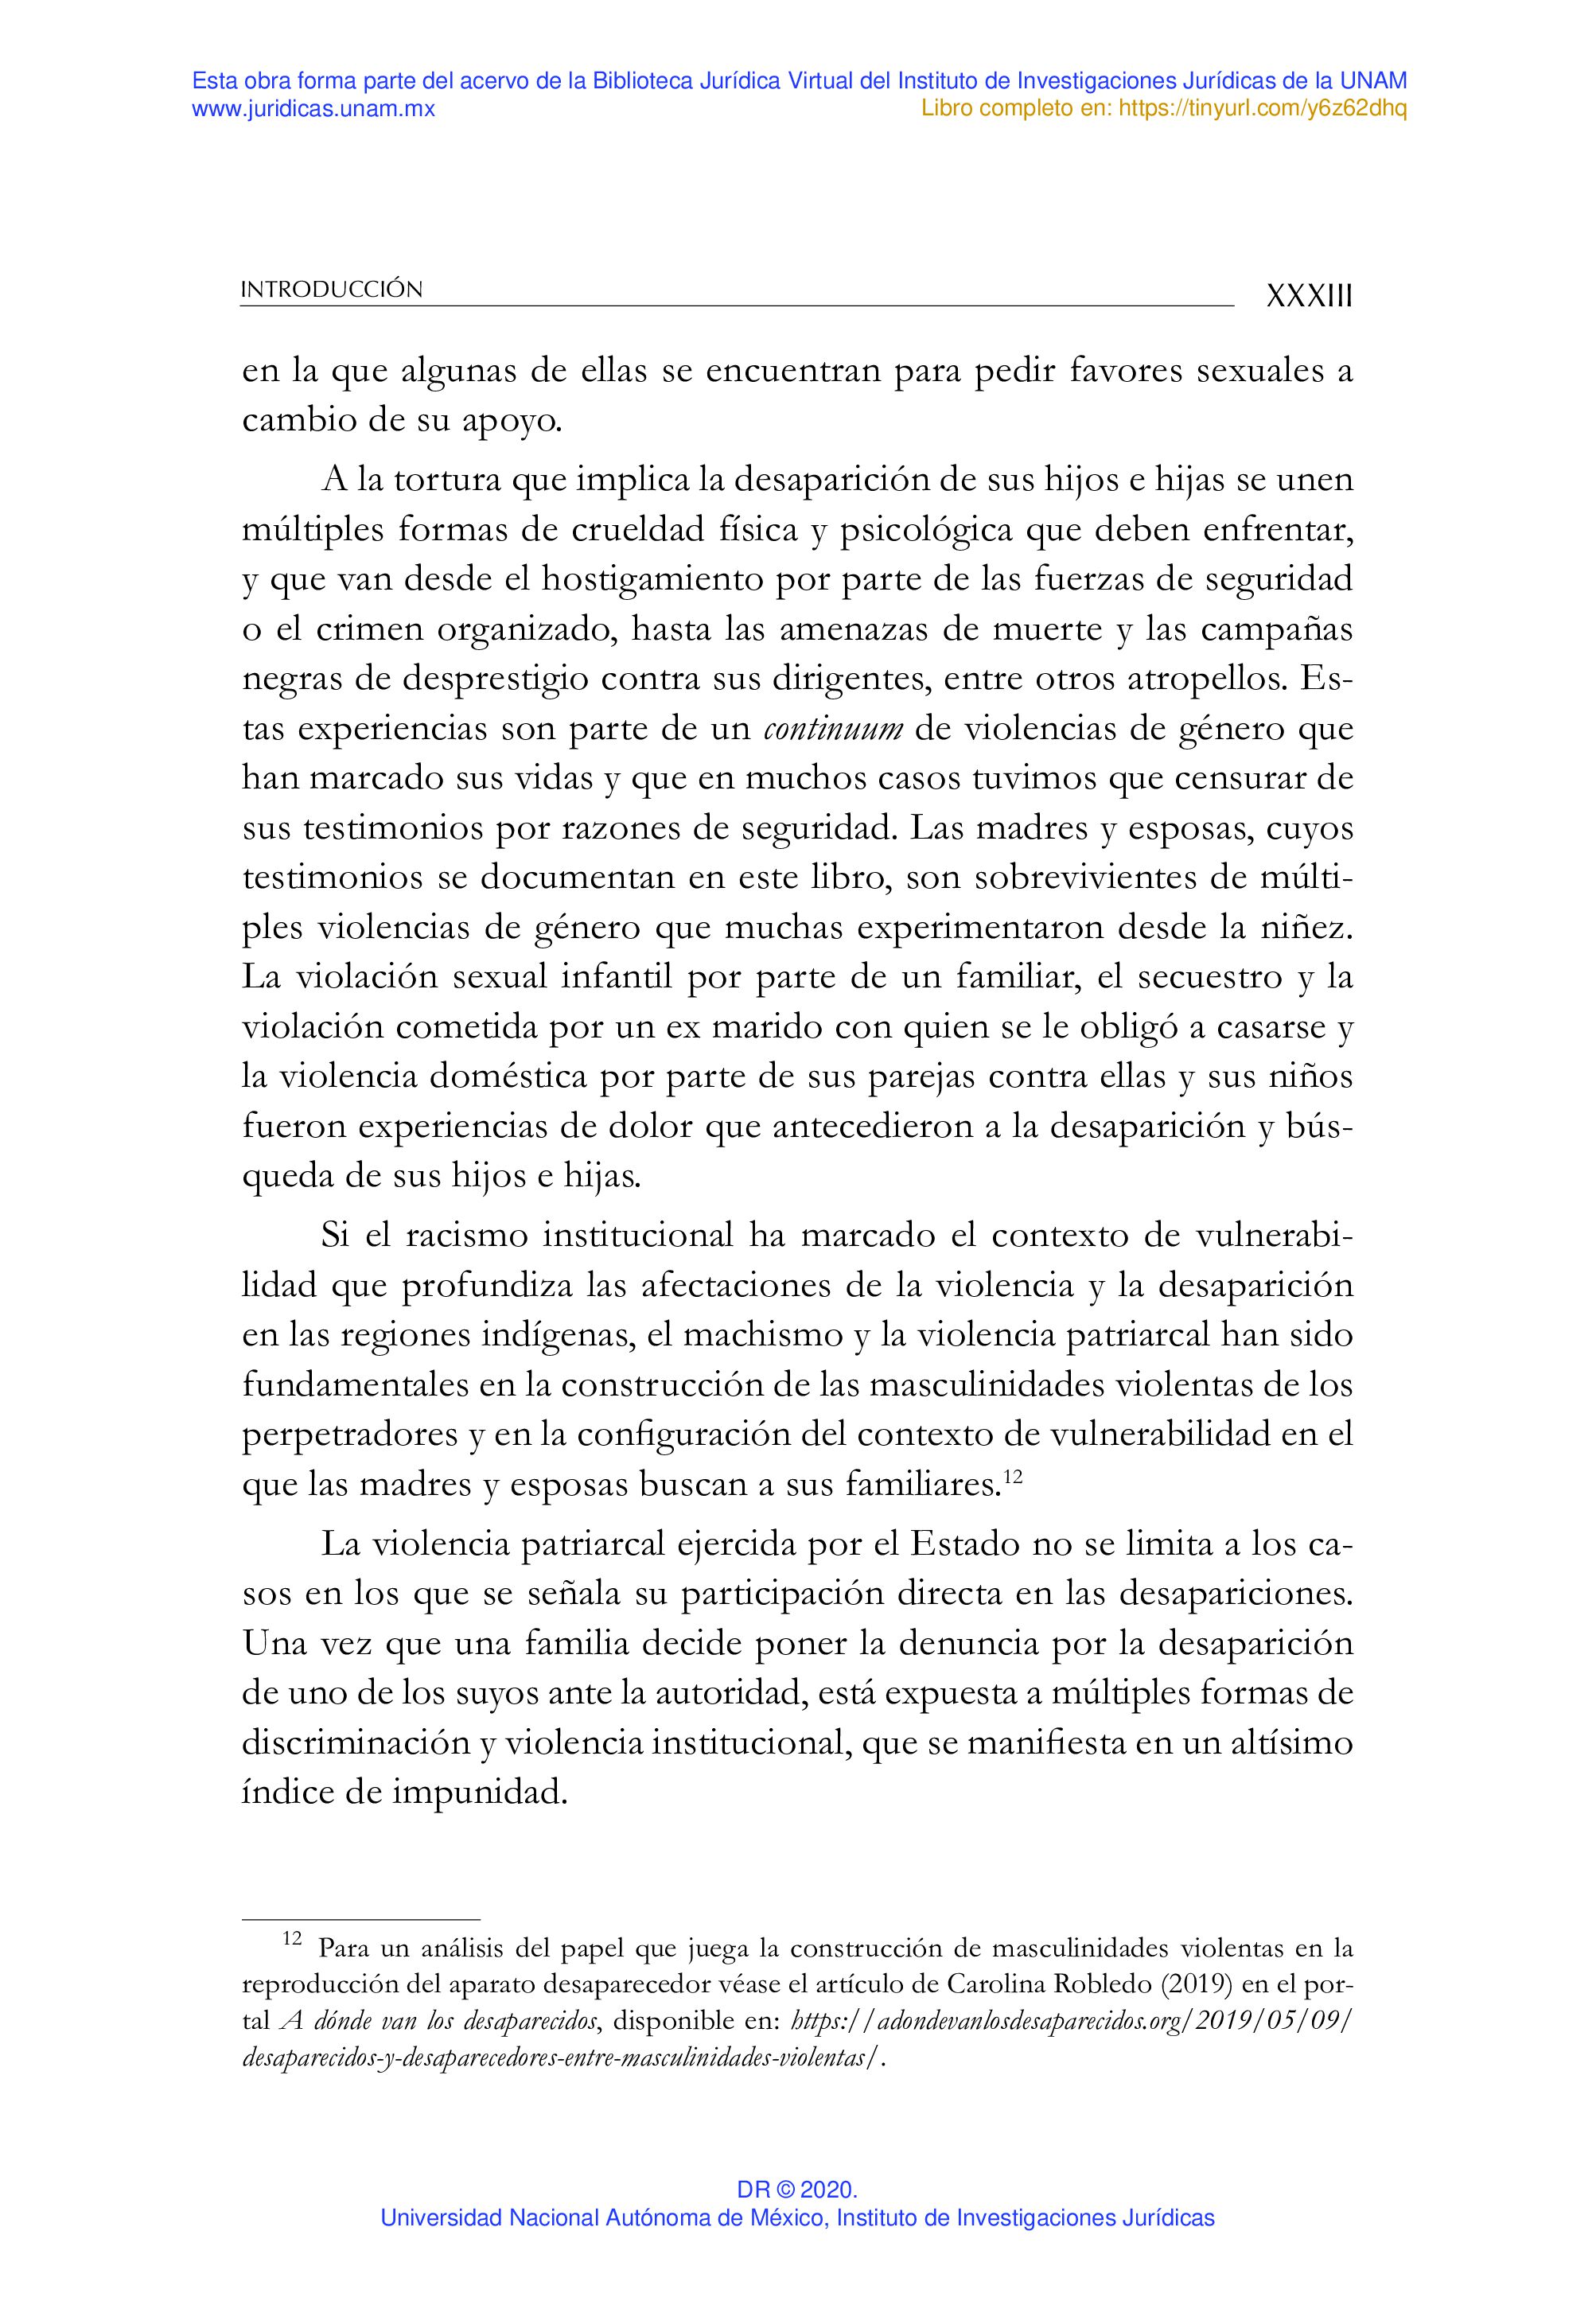 Esta obra forma parte del acervo de la Biblioteca Jurídica Virtual del Instituto de Investigaciones Jurídicas de la UNAM
www.juridicas.unam.mx
Libro completo en: https://tinyurl.com/y6z62dhq
INTRODUCCIÓN
XXXIII
en la que algunas de ellas se encuentran para pedir favores sexuales a
cambio de su apoyo.
A la tortura que implica la desaparición de sus hijos e hijas se unen
múltiples formas de crueldad física y psicológica que deben enfrentar,
y que van desde el hostigamiento por parte de las fuerzas de seguridad
o el crimen organizado, hasta las amenazas de muerte y las campañas
negras de desprestigio contra sus dirigentes, entre otros atropellos. Es-
tas experiencias son parte de un continuum de violencias de género que
han marcado sus vidas y que en muchos casos tuvimos que censurar de
sus testimonios por razones de seguridad. Las madres y esposas, cuyos
testimonios se documentan en este libro, son sobrevivientes de múlti-
ples violencias de género que muchas experimentaron desde la niñez.
La violación sexual infantil por parte de un familiar, el secuestro y la
violación cometida por un ex marido con quien se le obligó a casarse y
la violencia doméstica por parte de sus parejas contra ellas y sus niños
fueron experiencias de dolor que antecedieron a la desaparición y bús-
queda de sus hijos e hijas.
Si el racismo institucional ha marcado el contexto de vulnerabi-
lidad que profundiza las afectaciones de la violencia y la desaparición
en las regiones indígenas, el machismo y la violencia patriarcal han sido
fundamentales en la construcción de las masculinidades violentas de los
perpetradores y en la configuración del contexto de vulnerabilidad en el
que las madres y esposas buscan a sus familiares.12
La violencia patriarcal ejercida por el Estado no se limita a los ca-
sos en los que se señala su participación directa en las desapariciones.
Una vez que una familia decide poner la denuncia por la desaparición
de uno de los suyos ante la autoridad, está expuesta a múltiples formas de
discriminación y violencia institucional, que se manifiesta en un altísimo
índice de impunidad.
12 Para un análisis del papel que juega la construcción de masculinidades violentas en la
reproducción del aparato desaparecedor véase el artículo de Carolina Robledo (2019) en el por-
tal A dónde van los desaparecidos, disponible en: https://adondevanlosdesaparecidos.org/2019/05/09/
desaparecidos-y-desaparecedores-entre-masculinidades-violentas/.
DR © 2020.
Universidad Nacional Autónoma de México, Instituto de Investigaciones Jurídicas